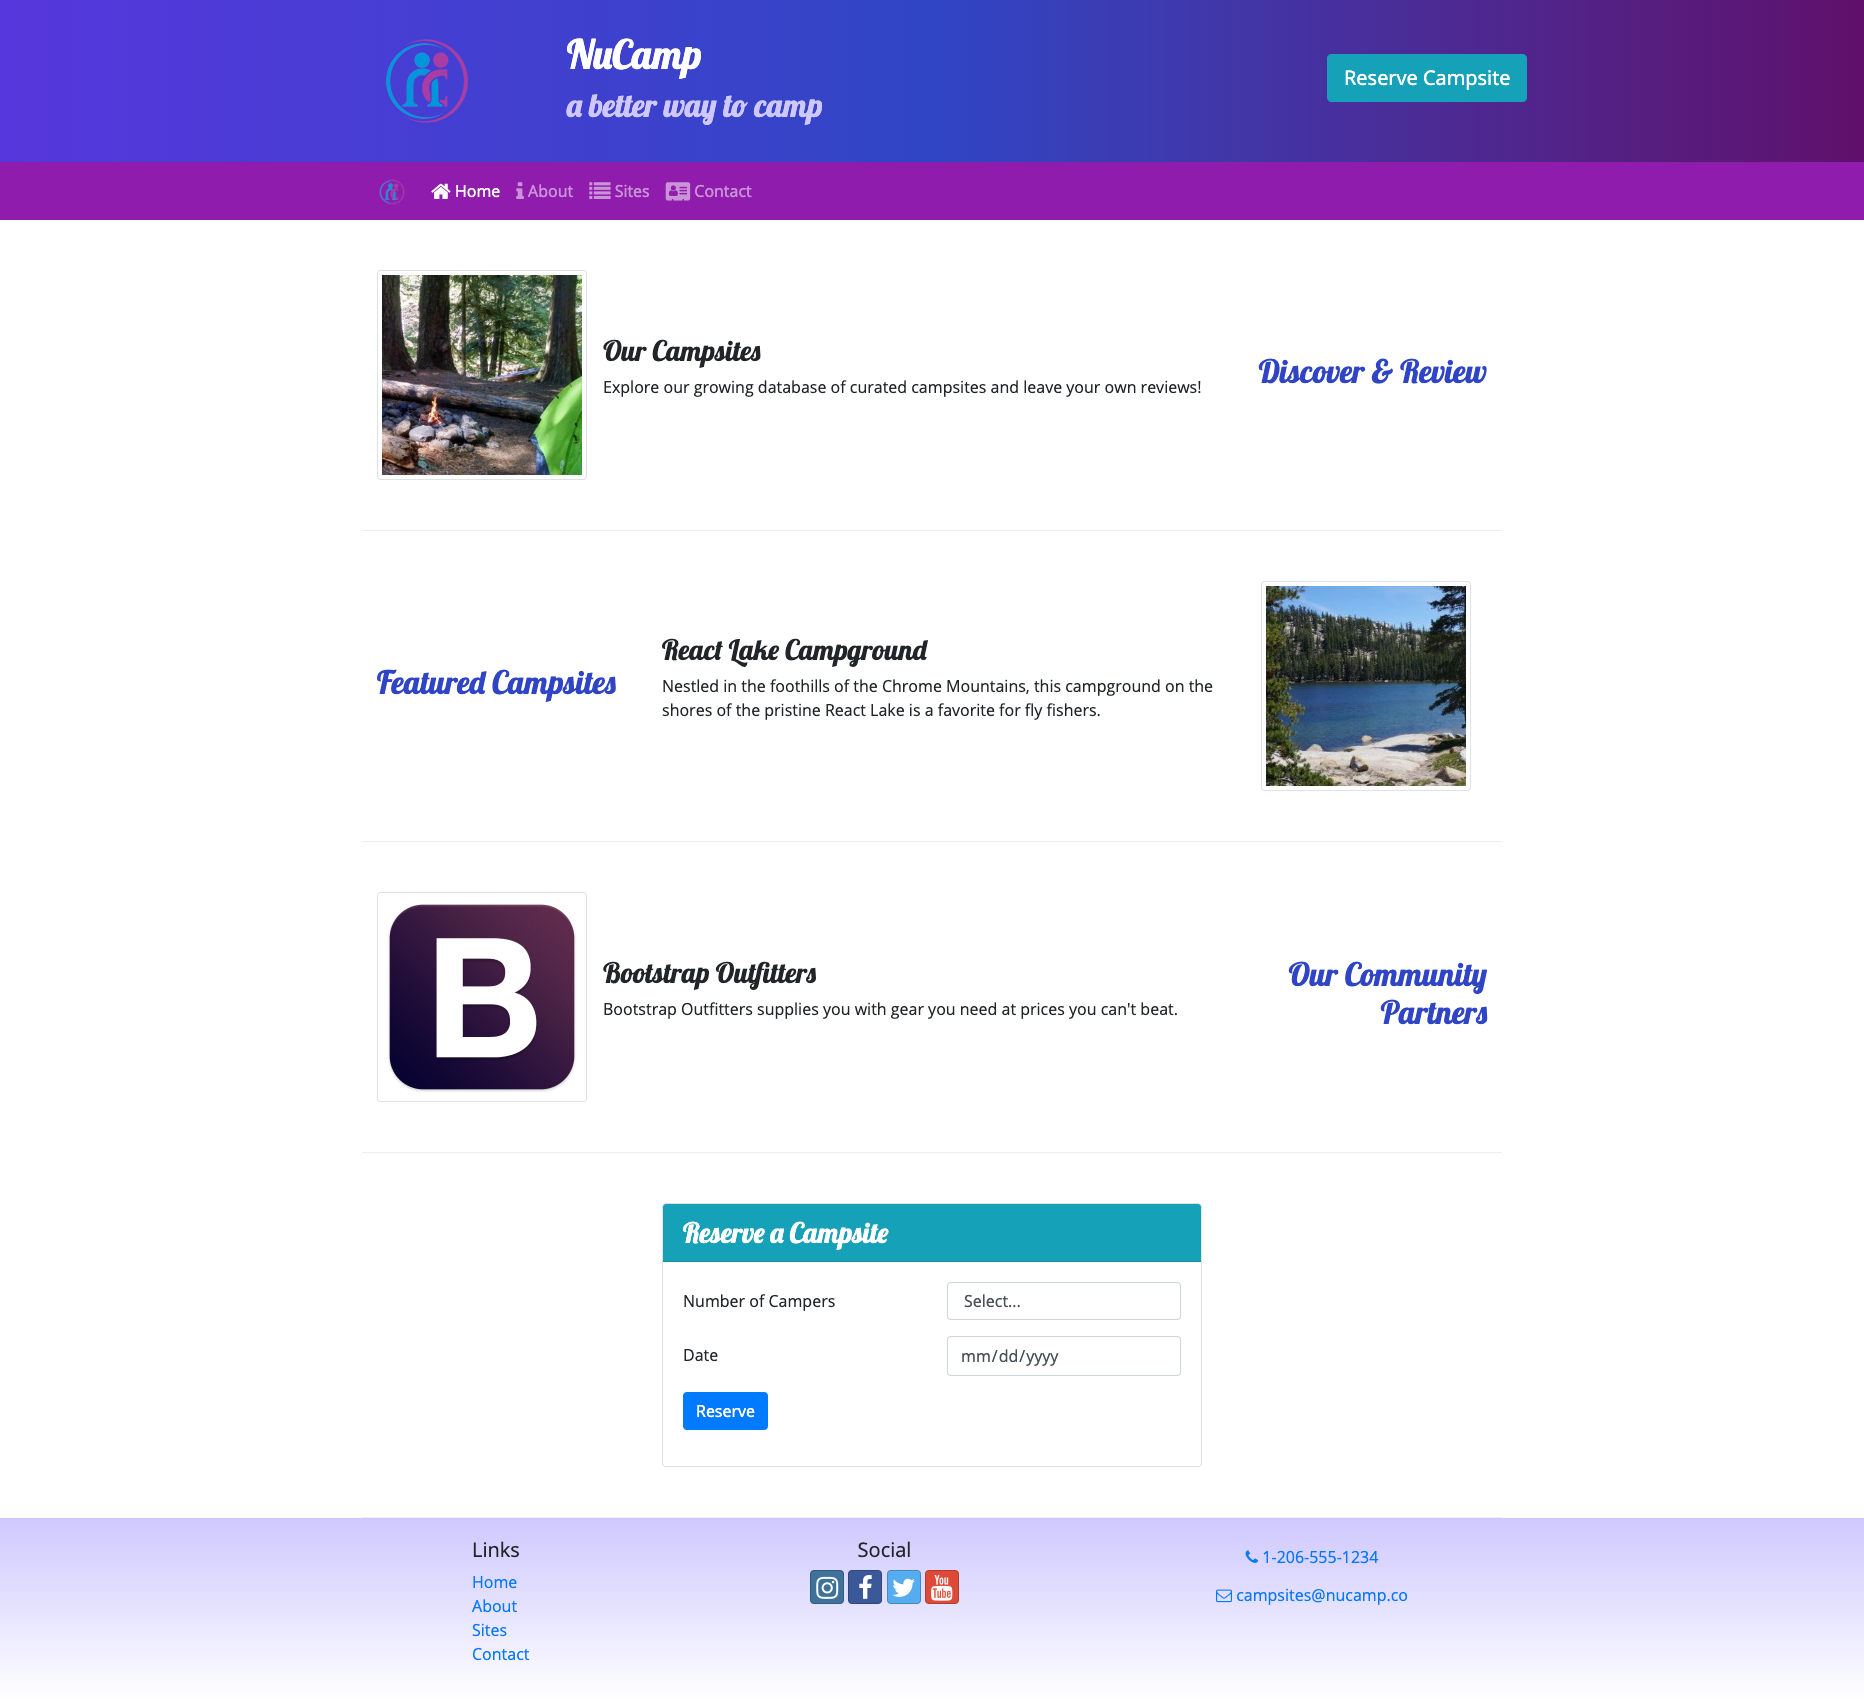 NuCamp
a better way to camp
Reserve Campsite
Home
About
Sites
Contact
Our Campsites
Explore our growing database of curated campsites and leave your own reviews!
Discover & Review
Featured Campsites
React Lake Campground
Nestled in the foothills of the Chrome Mountains, this campground on the
shores of the pristine React Lake is a favorite for fly fishers.
B
Bootstrap Outfitters
Bootstrap Outfitters supplies you with gear you need at prices you can't beat.
Our Community
Partners
Reserve a Campsite
Number of Campers
Select...
Date
mm/dd/yyyy
Reserve
Links
Home
About
Sites
Contact
Social
You
Tube
1-206-555-1234
campsites@nucamp.co